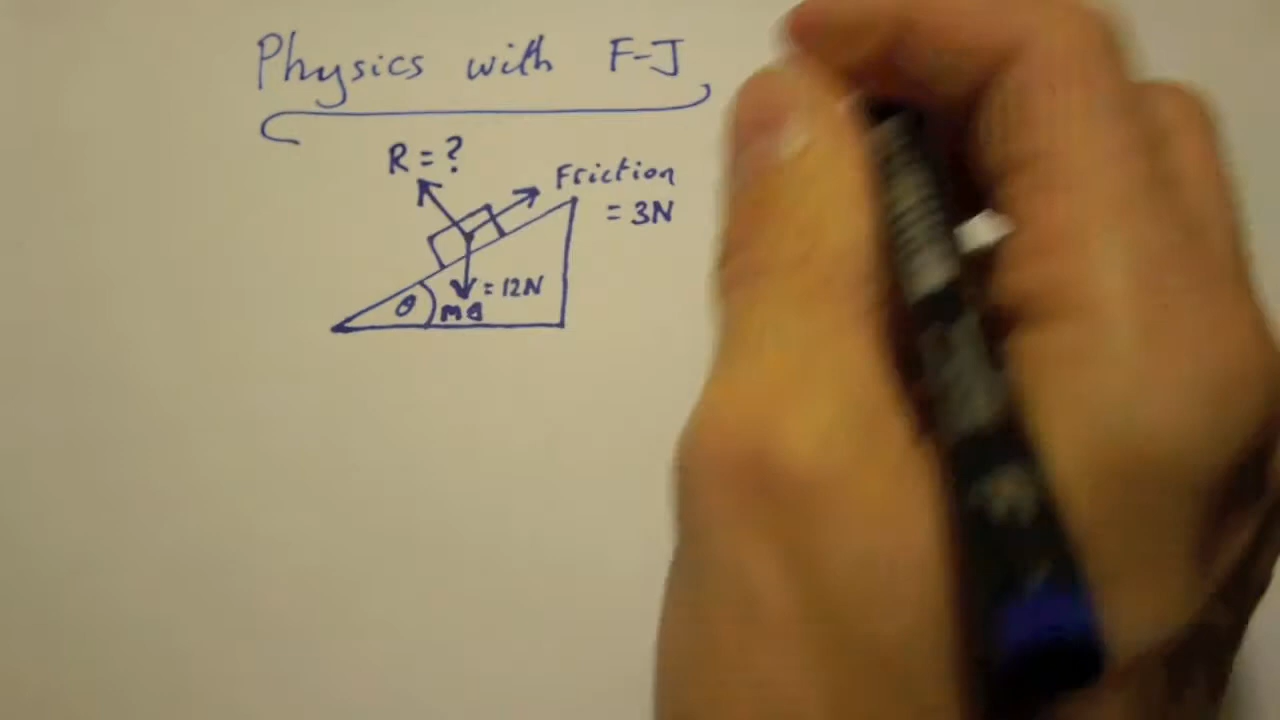 Physics with F-J
R = ?
Friction
= 3N
= 12N
θ
mg